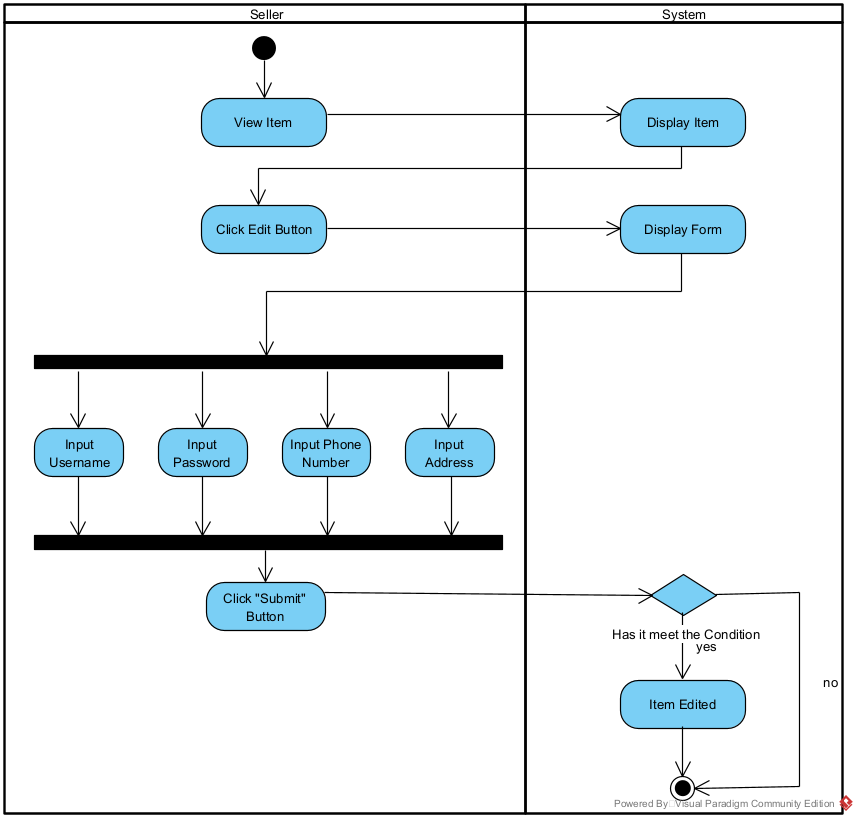 Seller
System
View Item
Display Item
Click Edit Button
Display Form
Input
Username
Input
Password
Input Phone
Number
Input
Address
Click "Submit"
Button
Has it meet the Condition
yes
no
Item Edited
Powered By Visual Paradigm Community Edition